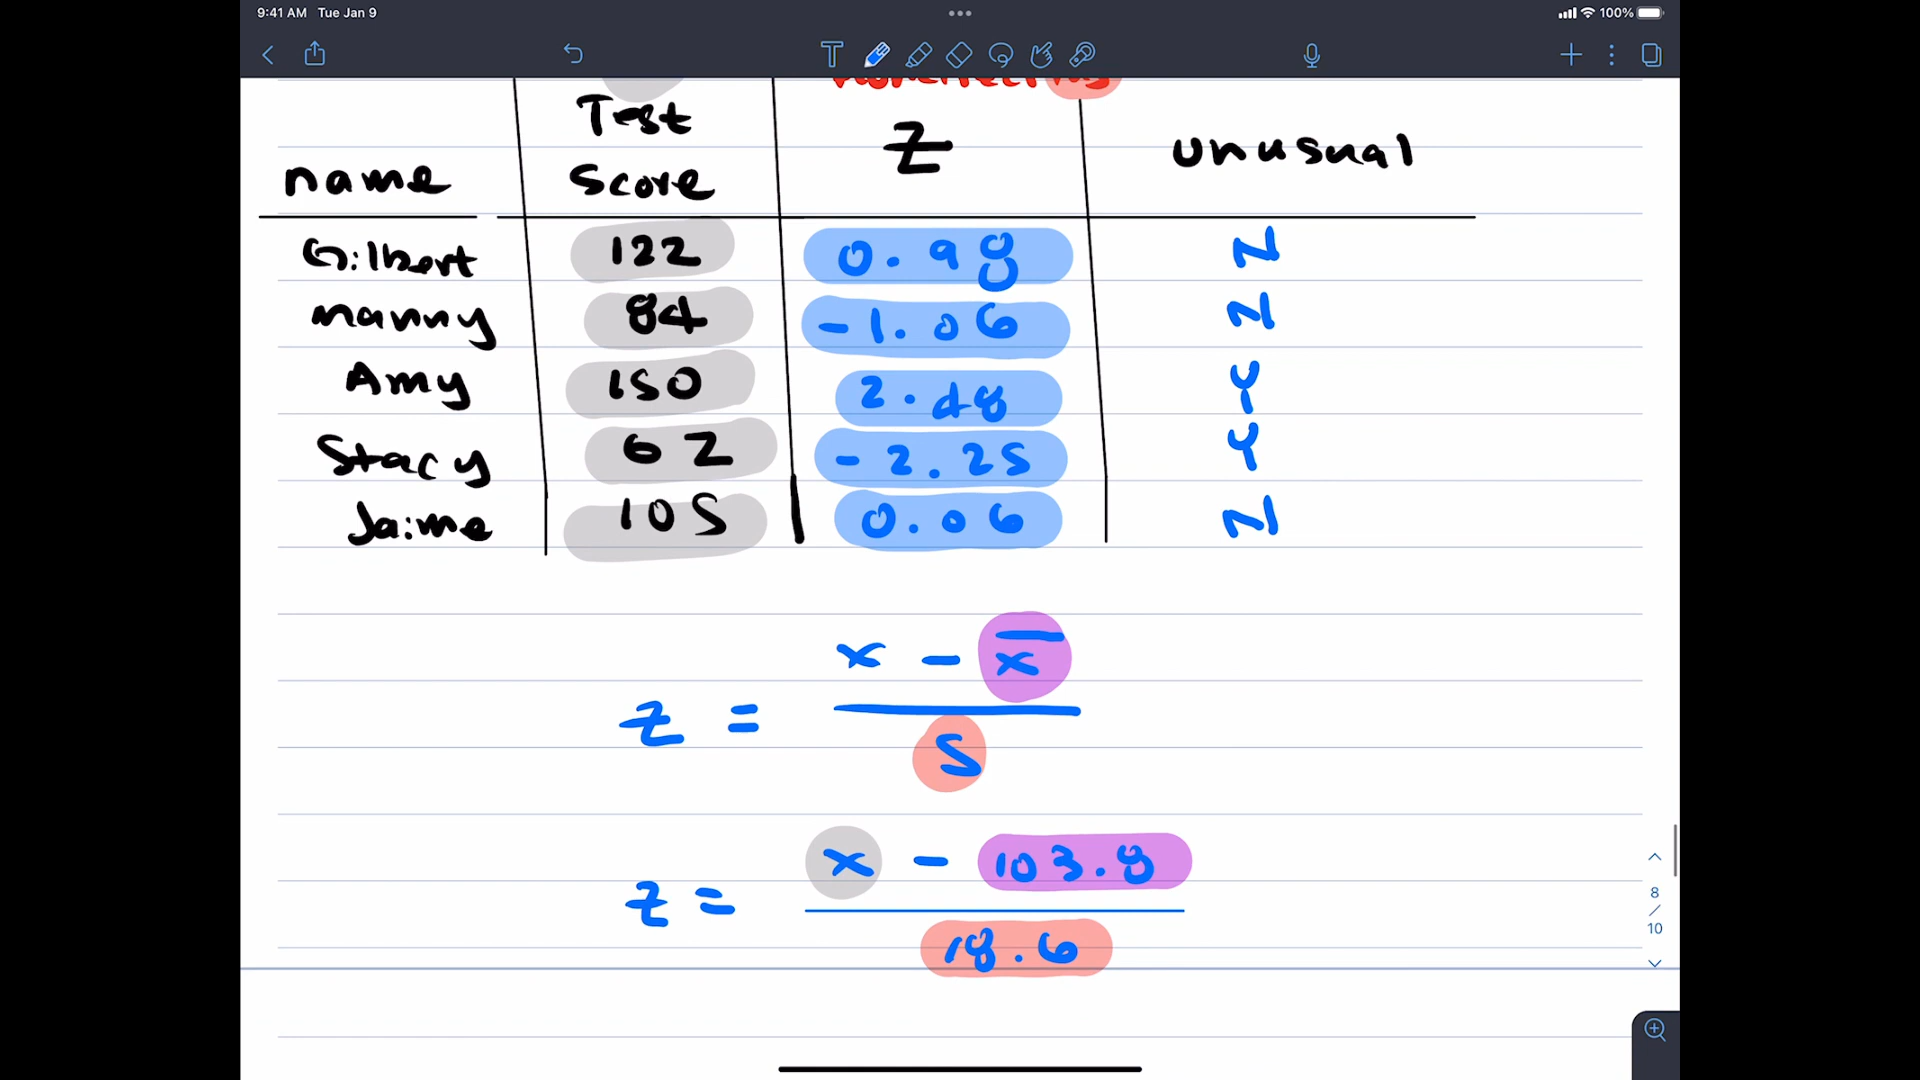 9:41 AM Tue Jan 9
100%
Test
name Score Z unusual
Gilbert 122 0.98 N
manny 84 -1.06 N
Amy 150 2.48 Y
Stacy 62 -2.25 Y
Jaime 105 0.06 N
x - x̄
z =
s
x - 103.8
z =
18.6
8
/
10